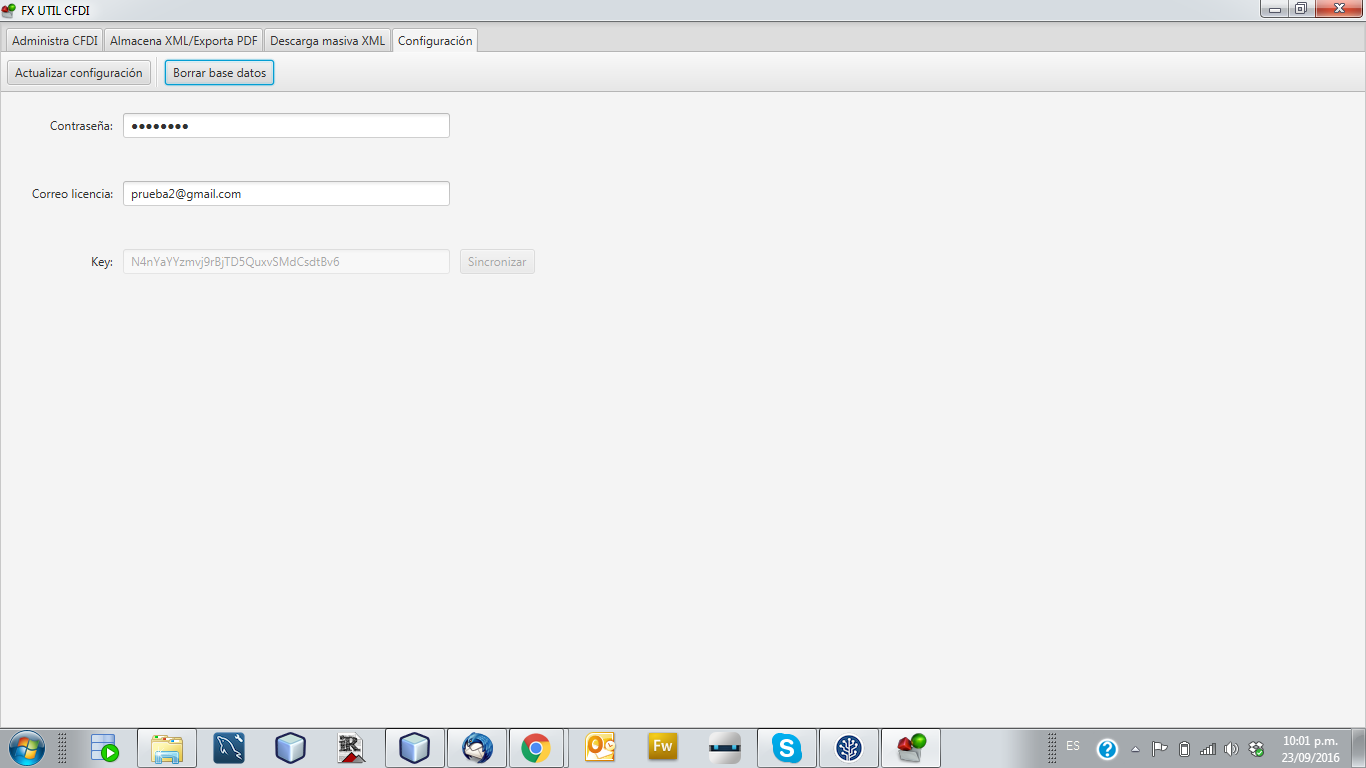 FX UTIL CFDI
Administra CFDI Almacena XML/Exporta PDF Descarga masiva XML Configuración
Actualizar configuración Borrar base datos
Contraseña: ●●●●●●●●
Correo licencia: prueba2@gmail.com
Key: N4nYaYYzmvj9rBjTD5QuxvSMdCsdtBv6 Sincronizar
Fw
ES
10:01 p.m.
23/09/2016